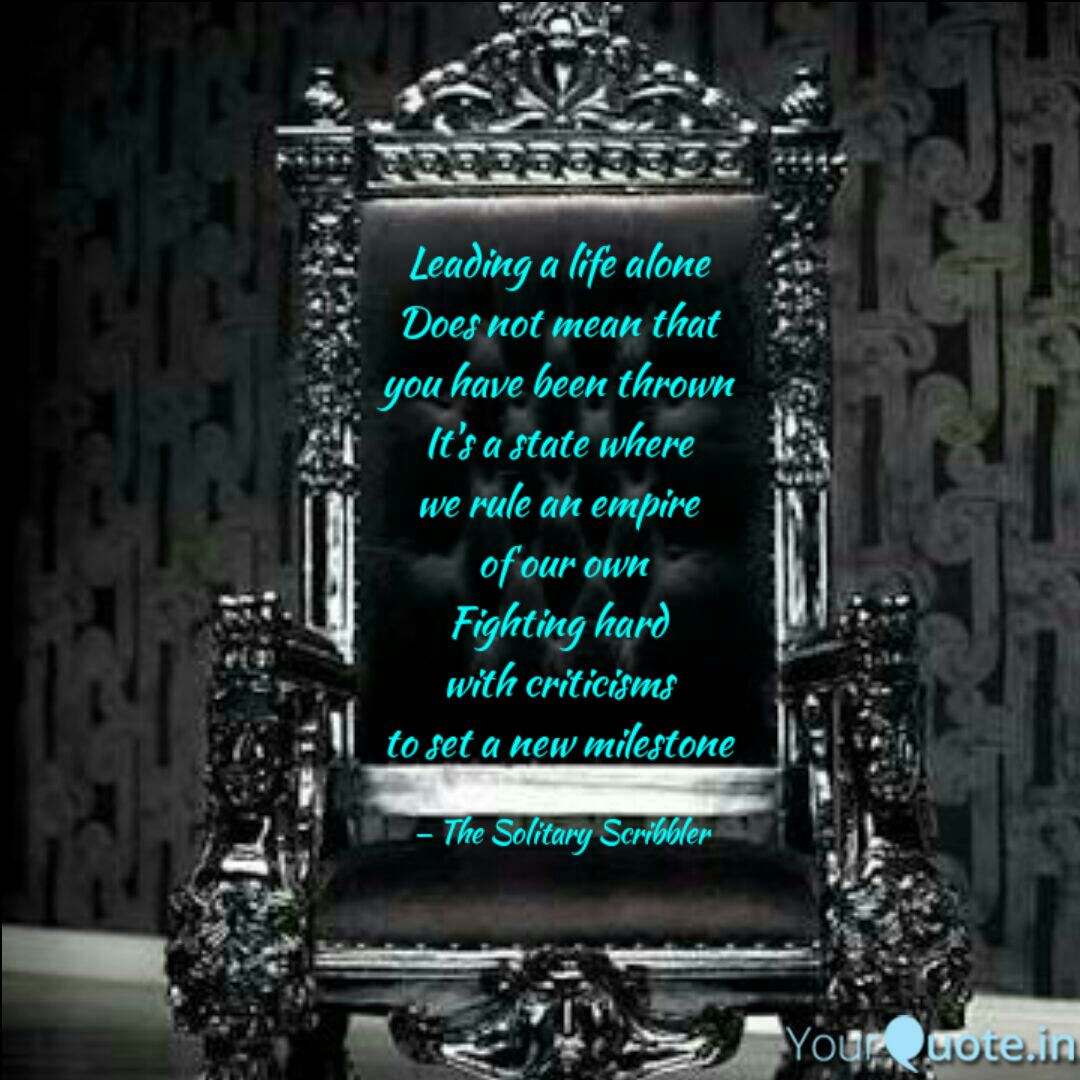 Leading a life alone
Does not mean that
you have been thrown
It's a state where
we rule an empire
of our own
Fighting hard
with criticisms
to set a new milestone
– The Solitary Scribbler
YourQuote.in